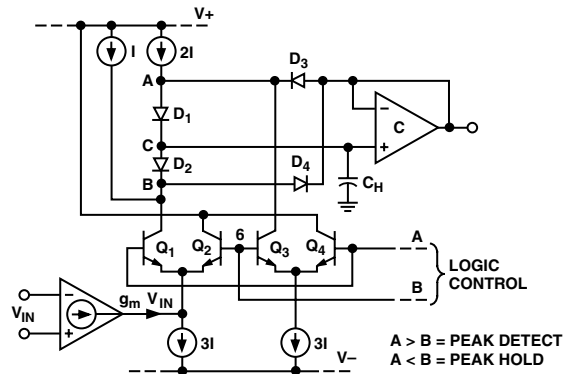 V+
I
2I
A
D3
D1
C
C
−
+
D2
D4
B
CH
6
Q1
Q2
Q3
Q4
A
B
LOGIC
CONTROL
VIN
−
+
gm VIN
3I
3I
V−
A > B = PEAK DETECT
A < B = PEAK HOLD